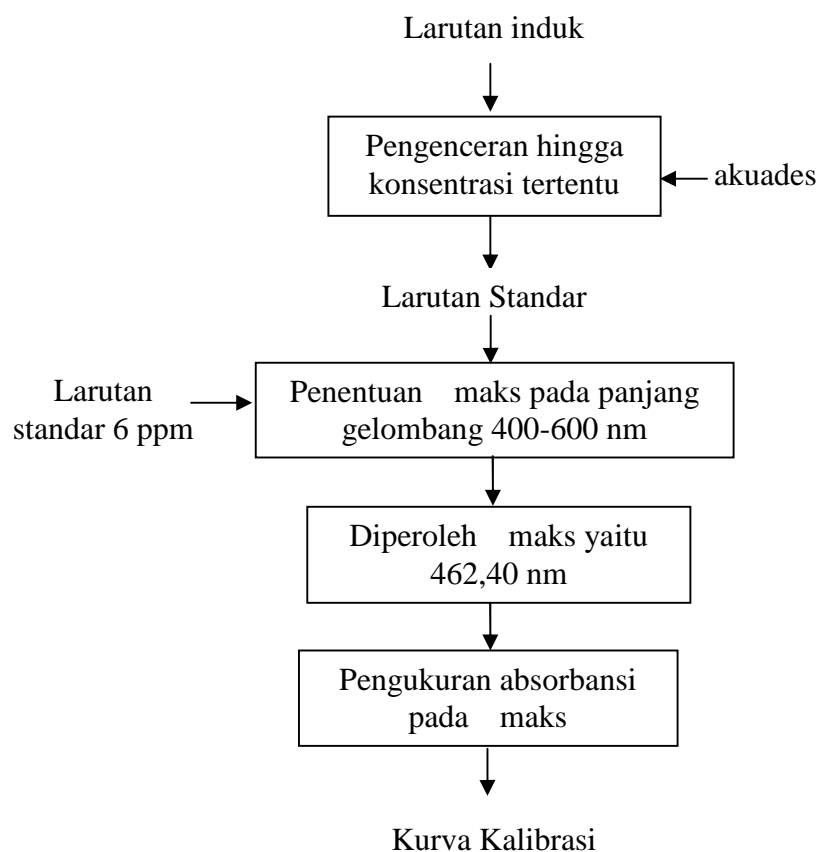 Larutan induk
Pengenceran hingga
konsentrasi tertentu
akuades
Larutan Standar
Larutan
standar 6 ppm
Penentuan maks pada panjang
gelombang 400-600 nm
Diperoleh maks yaitu
462,40 nm
Pengukuran absorbansi
pada maks
Kurva Kalibrasi